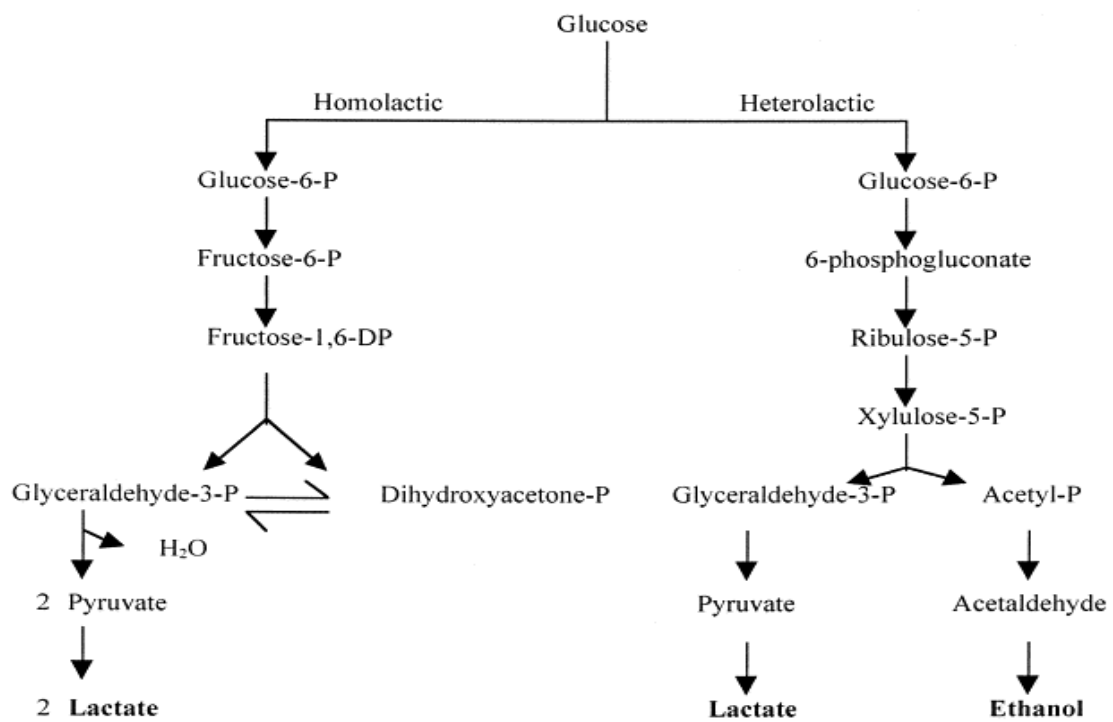 Glucose
Homolactic Heterolactic
Glucose-6-P Glucose-6-P
Fructose-6-P 6-phosphogluconate
Fructose-1,6-DP Ribulose-5-P
Xylulose-5-P
Glyceraldehyde-3-P Dihydroxyacetone-P Glyceraldehyde-3-P Acetyl-P
H₂O
2 Pyruvate Pyruvate Acetaldehyde
2 Lactate Lactate Ethanol